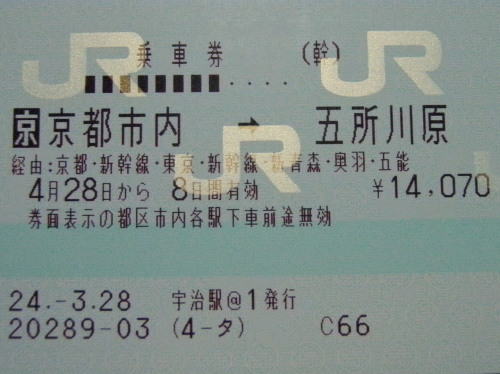 JR JR
乗車券 (幹)
■■■■■■■■····
京 京都市内 → 五所川原
JR
経由:京都・新幹線・東京・新幹線・新青森・奥羽・五能
4月28日から 8日間有効 ¥14,070
券面表示の都区市内各駅下車前途無効
24.-3.28 宇治駅@1発行
20289-03 (4-タ) C66